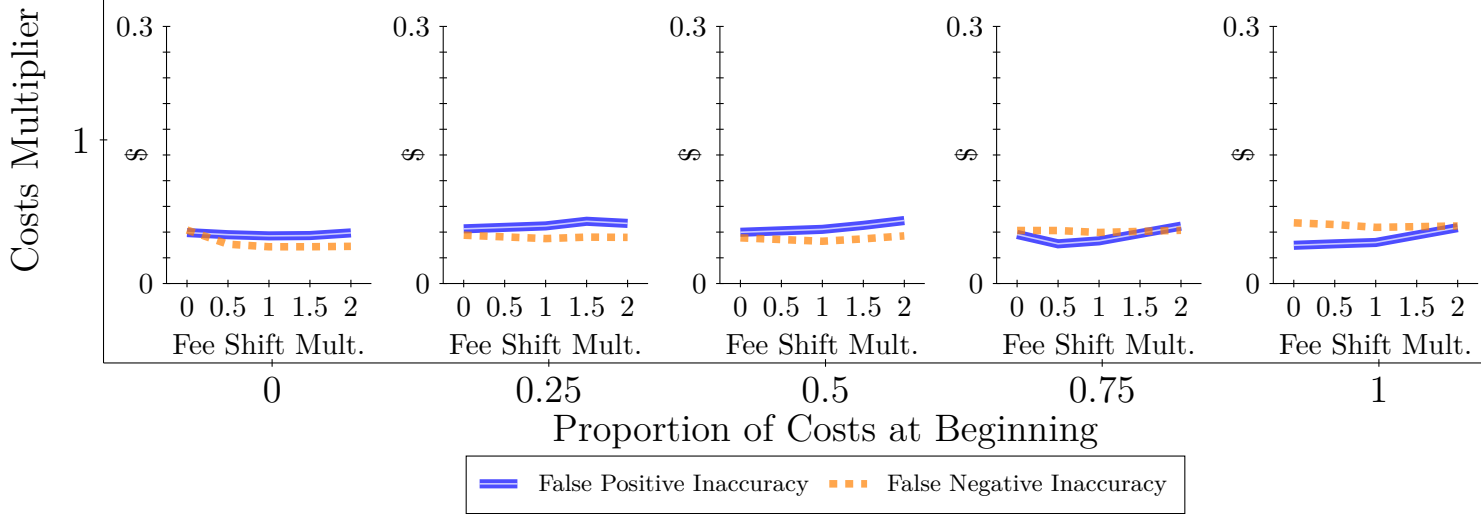 Costs Multiplier
1
0.3
$
0
0 0.5 1 1.5 2
Fee Shift Mult.
0.3
$
0
0 0.5 1 1.5 2
Fee Shift Mult.
0.3
$
0
0 0.5 1 1.5 2
Fee Shift Mult.
0.3
$
0
0 0.5 1 1.5 2
Fee Shift Mult.
0.3
$
0
0 0.5 1 1.5 2
Fee Shift Mult.
0 0.25 0.5 0.75 1
Proportion of Costs at Beginning
False Positive Inaccuracy False Negative Inaccuracy